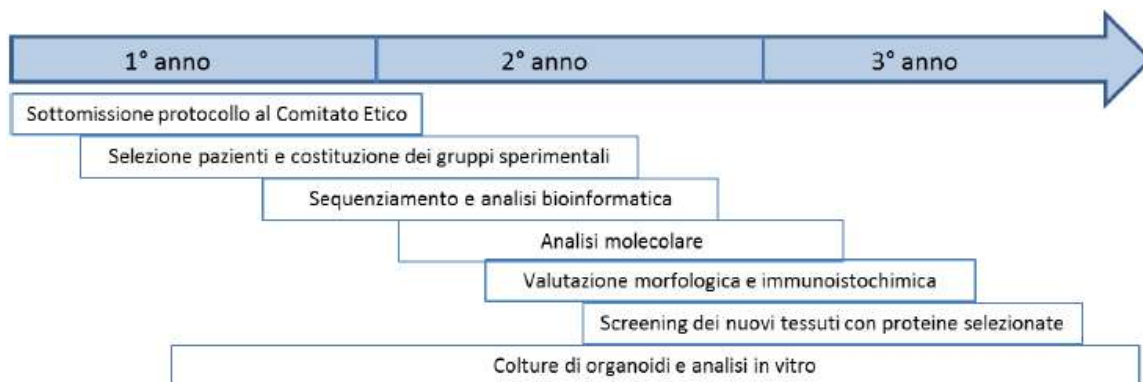 1° anno
2° anno
3° anno
Sottomissione protocollo al Comitato Etico
Selezione pazienti e costituzione dei gruppi sperimentali
Sequenziamento e analisi bioinformatica
Analisi molecolare
Valutazione morfologica e immunoistochimica
Screening dei nuovi tessuti con proteine selezionate
Colture di organoidi e analisi in vitro